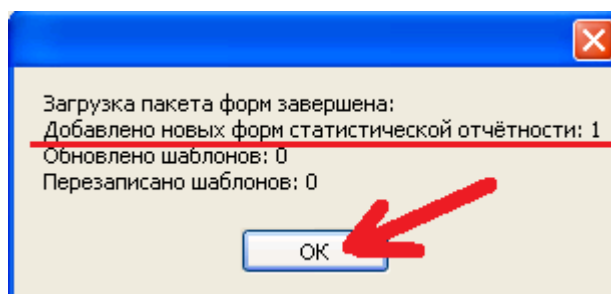 Загрузка пакета форм завершена:
Добавлено новых форм статистической отчётности: 1
Обновлено шаблонов: 0
Перезаписано шаблонов: 0
OK